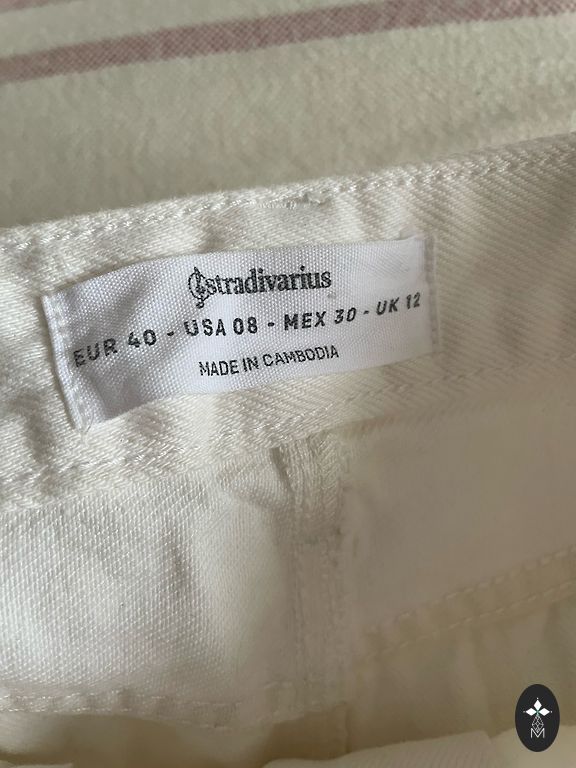 stradivarius
EUR 40 - USA 08 - MEX 30 - UK 12
MADE IN CAMBODIA